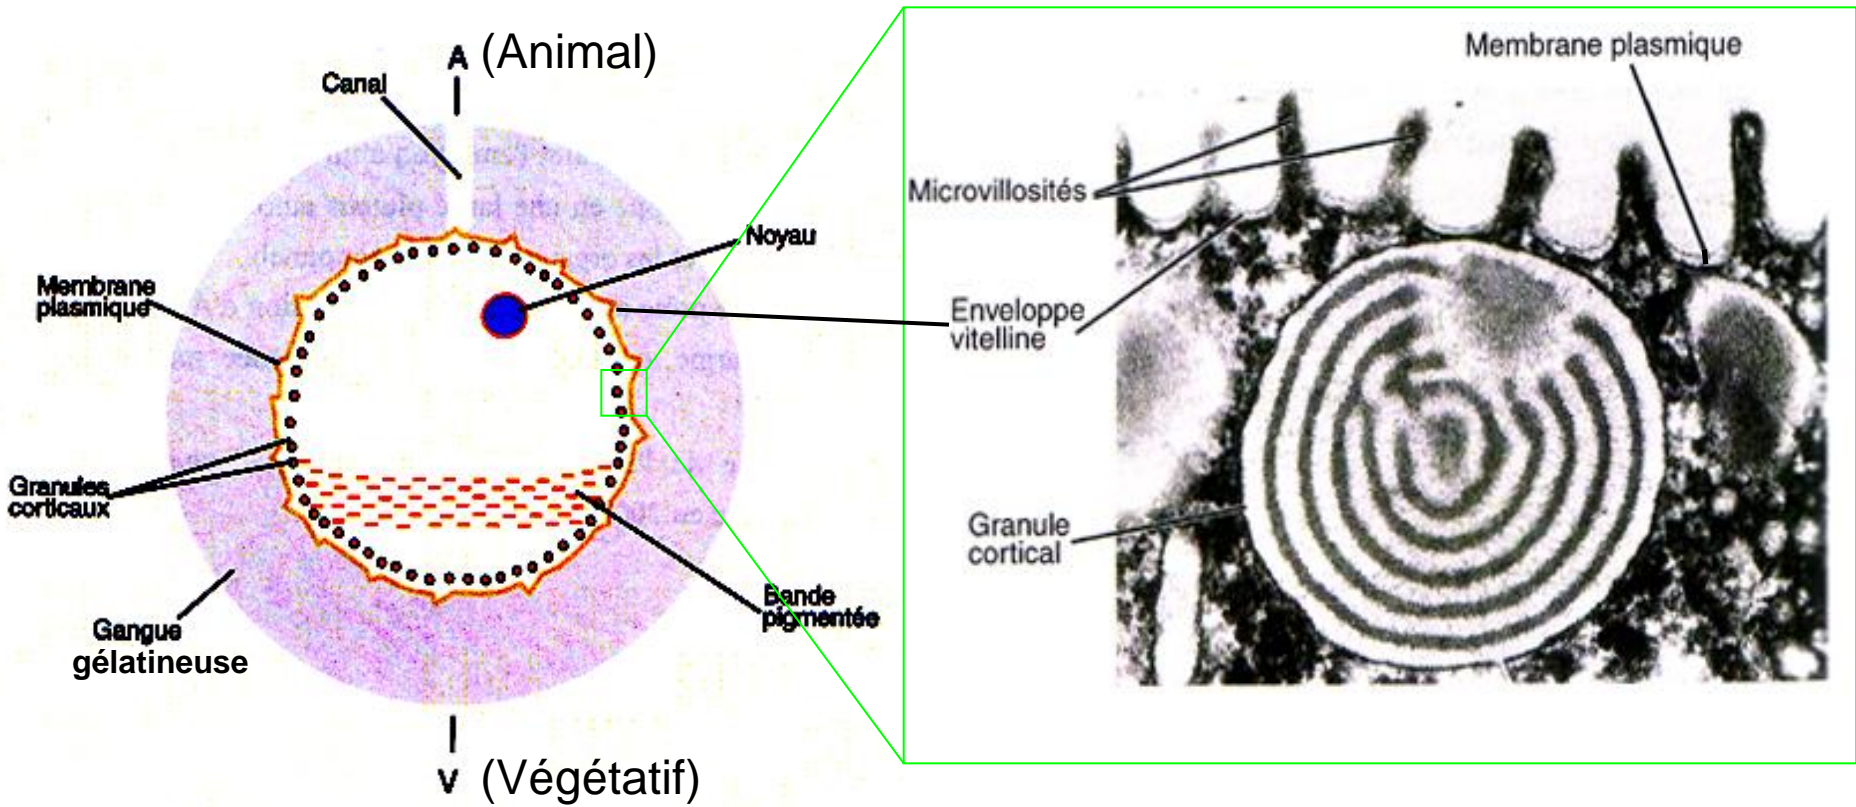 A (Animal)
Canal
Noyau
Membrane
plasmique
Granules
corticaux
Gangue
gélatineuse
Bande
pigmentée
V (Végétatif)
Membrane plasmique
Microvillosités
Enveloppe
vitelline
Granule
cortical